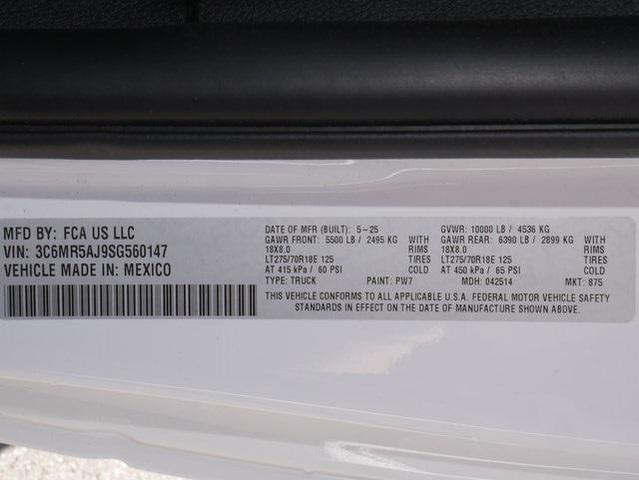 MFD BY: FCA US LLC
VIN: 3C6MR5AJ9SG560147
VEHICLE MADE IN: MEXICO
DATE OF MFR (BUILT): 5-25 GVWR: 10000 LB / 4536 KG
GAWR FRONT: 5500 LB / 2495 KG WITH GAWR REAR: 6390 LB / 2899 KG WITH
18X8.0 RIMS 18X8.0 RIMS
LT275/70R18E 125 TIRES LT275/70R18E 125 TIRES
AT 415 kPa / 60 PSI COLD AT 450 kPa / 65 PSI COLD
TYPE: TRUCK PAINT: PW7 MDH: 042514 MKT: 875
THIS VEHICLE CONFORMS TO ALL APPLICABLE U.S.A. FEDERAL MOTOR VEHICLE SAFETY
STANDARDS IN EFFECT ON THE DATE OF MANUFACTURE SHOWN ABOVE.